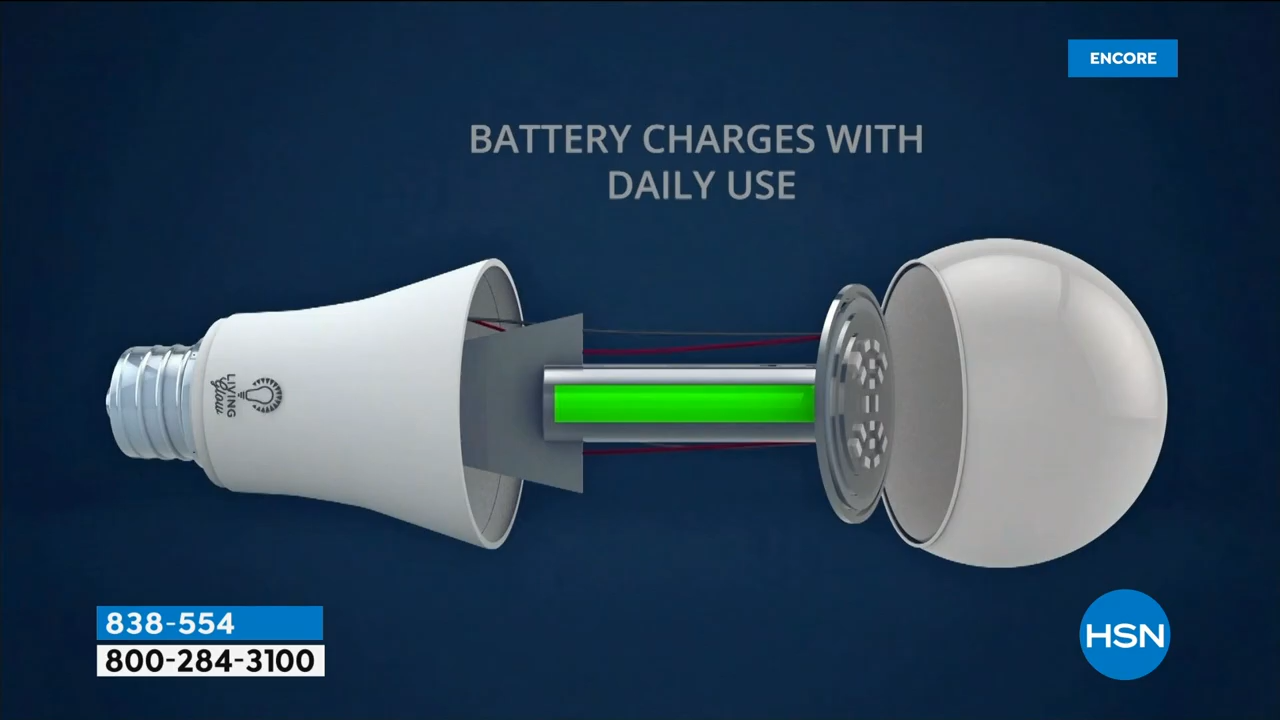 ENCORE
BATTERY CHARGES WITH
DAILY USE
LIVING
glow
838-554
800-284-3100
HSN